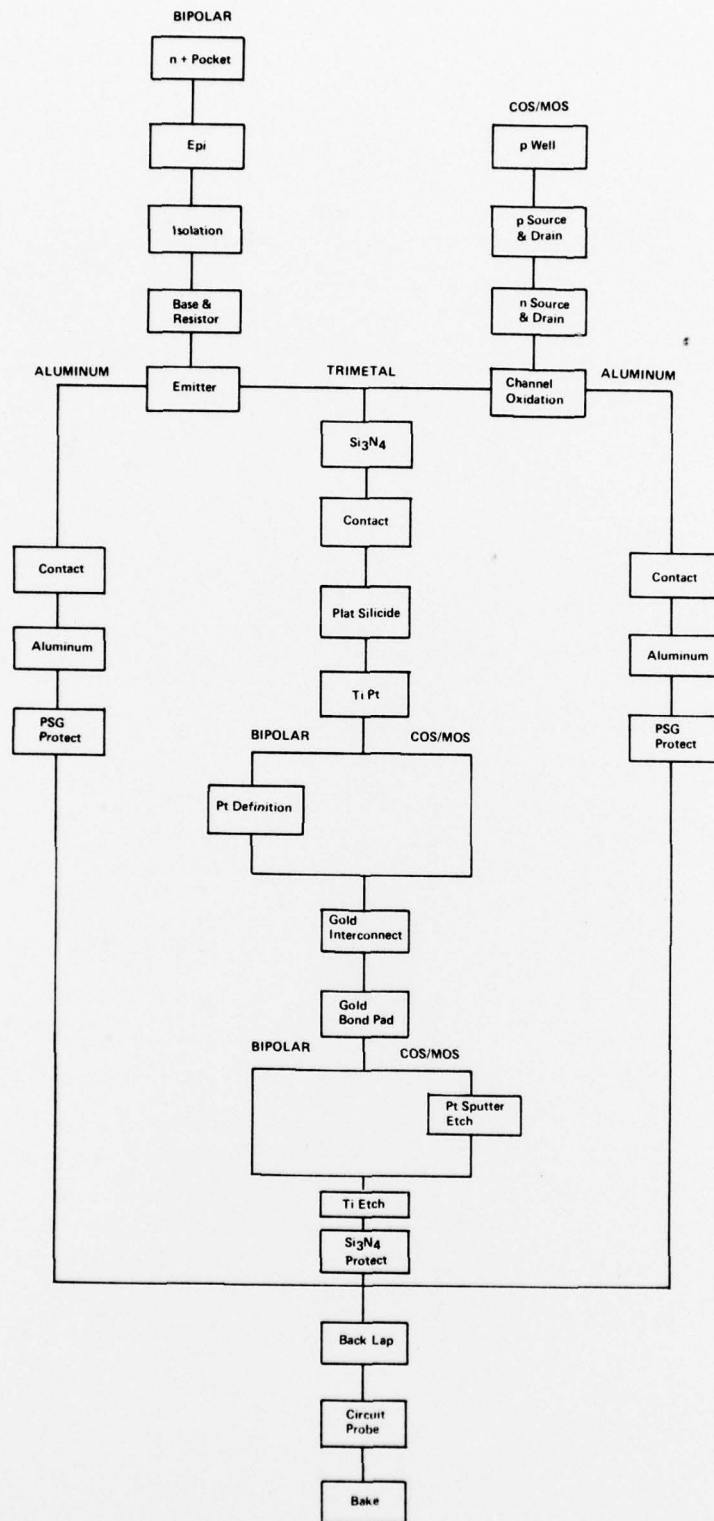 BIPOLAR
n + Pocket
COS/MOS
Epi
p Well
Isolation
p Source
& Drain
Base &
Resistor
n Source
& Drain
ALUMINUM
Emitter
TRIMETAL
Channel
Oxidation
ALUMINUM
Si3N4
Contact
Contact
Contact
Plat Silicide
Aluminum
Aluminum
Ti Pt
PSG
Protect
PSG
Protect
BIPOLAR
COS/MOS
Pt Definition
Gold
Interconnect
Gold
Bond Pad
BIPOLAR
COS/MOS
Pt Sputter
Etch
Ti Etch
Si3N4
Protect
Back Lap
Circuit
Probe
Bake